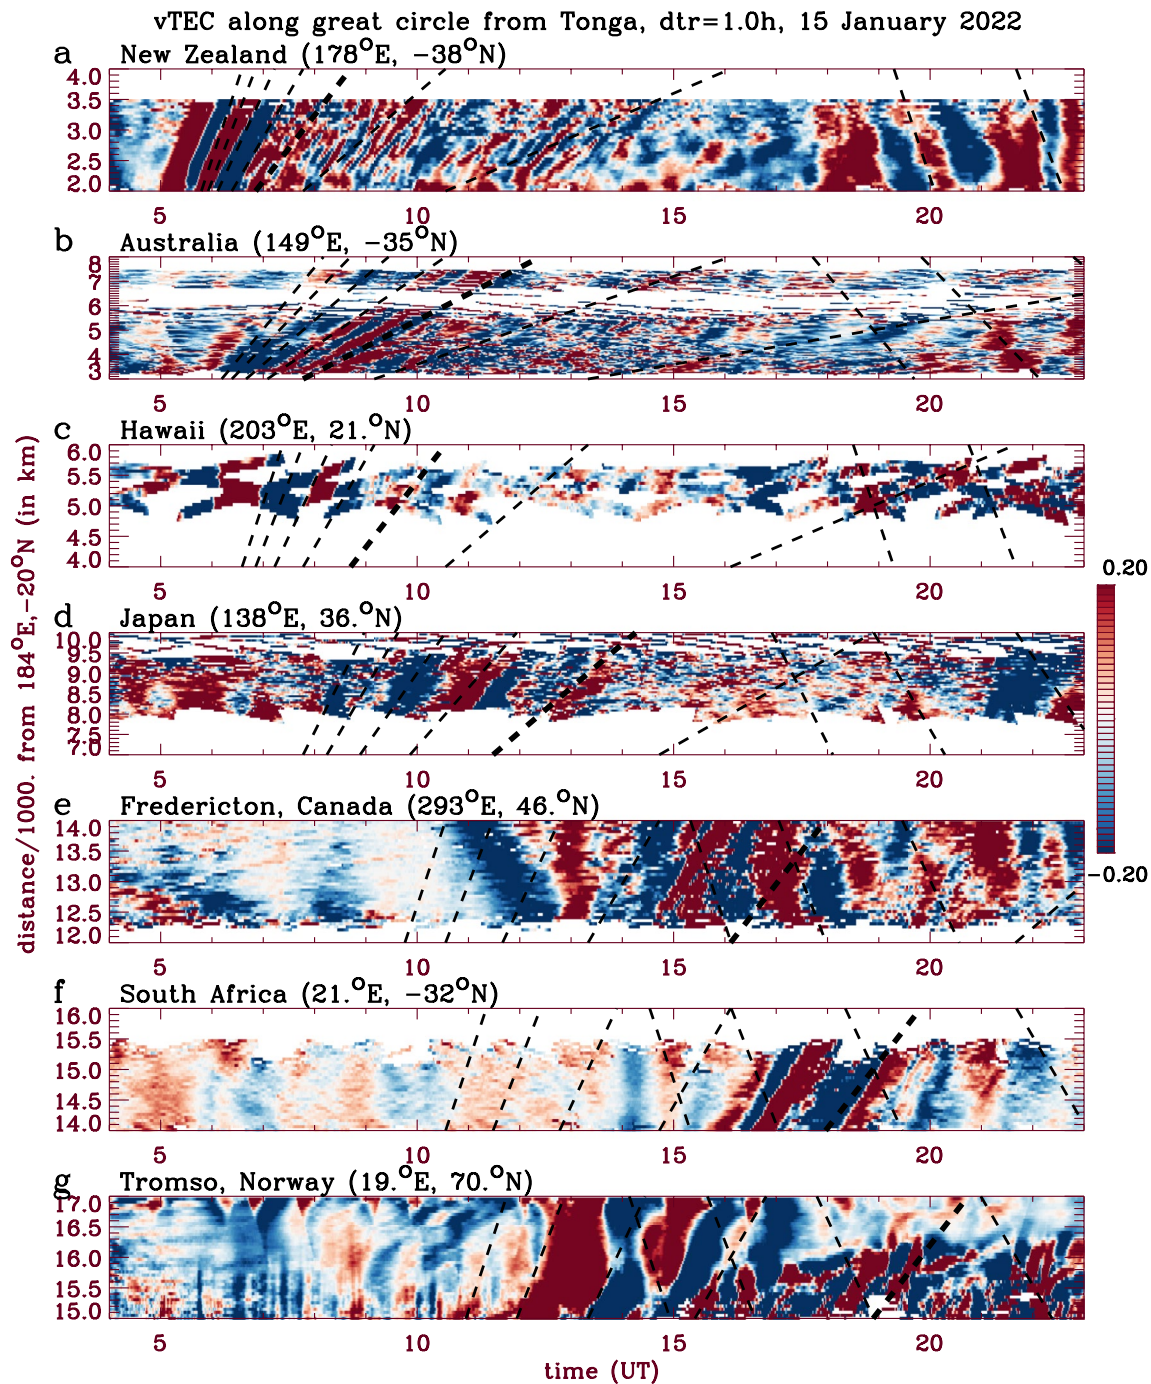 vTEC along great circle from Tonga, dtr=1.0h, 15 January 2022
a New Zealand (178°E, −38°N)
4.0
3.5
3.0
2.5
2.0
5 10 15 20
b Australia (149°E, −35°N)
8
7
6
5
4
3
5 10 15 20
c Hawaii (203°E, 21.°N)
6.0
5.5
5.0
4.5
4.0
5 10 15 20
d Japan (138°E, 36.°N)
10.0
9.5
9.0
8.5
8.0
7.5
7.0
5 10 15 20
e Fredericton, Canada (293°E, 46.°N)
14.0
13.5
13.0
12.5
12.0
5 10 15 20
f South Africa (21.°E, −32°N)
16.0
15.5
15.0
14.5
14.0
5 10 15 20
g Tromso, Norway (19.°E, 70.°N)
17.0
16.5
16.0
15.5
15.0
5 10 15 20
time (UT)
distance/1000. from 184°E,−20°N (in km)
0.20
−0.20